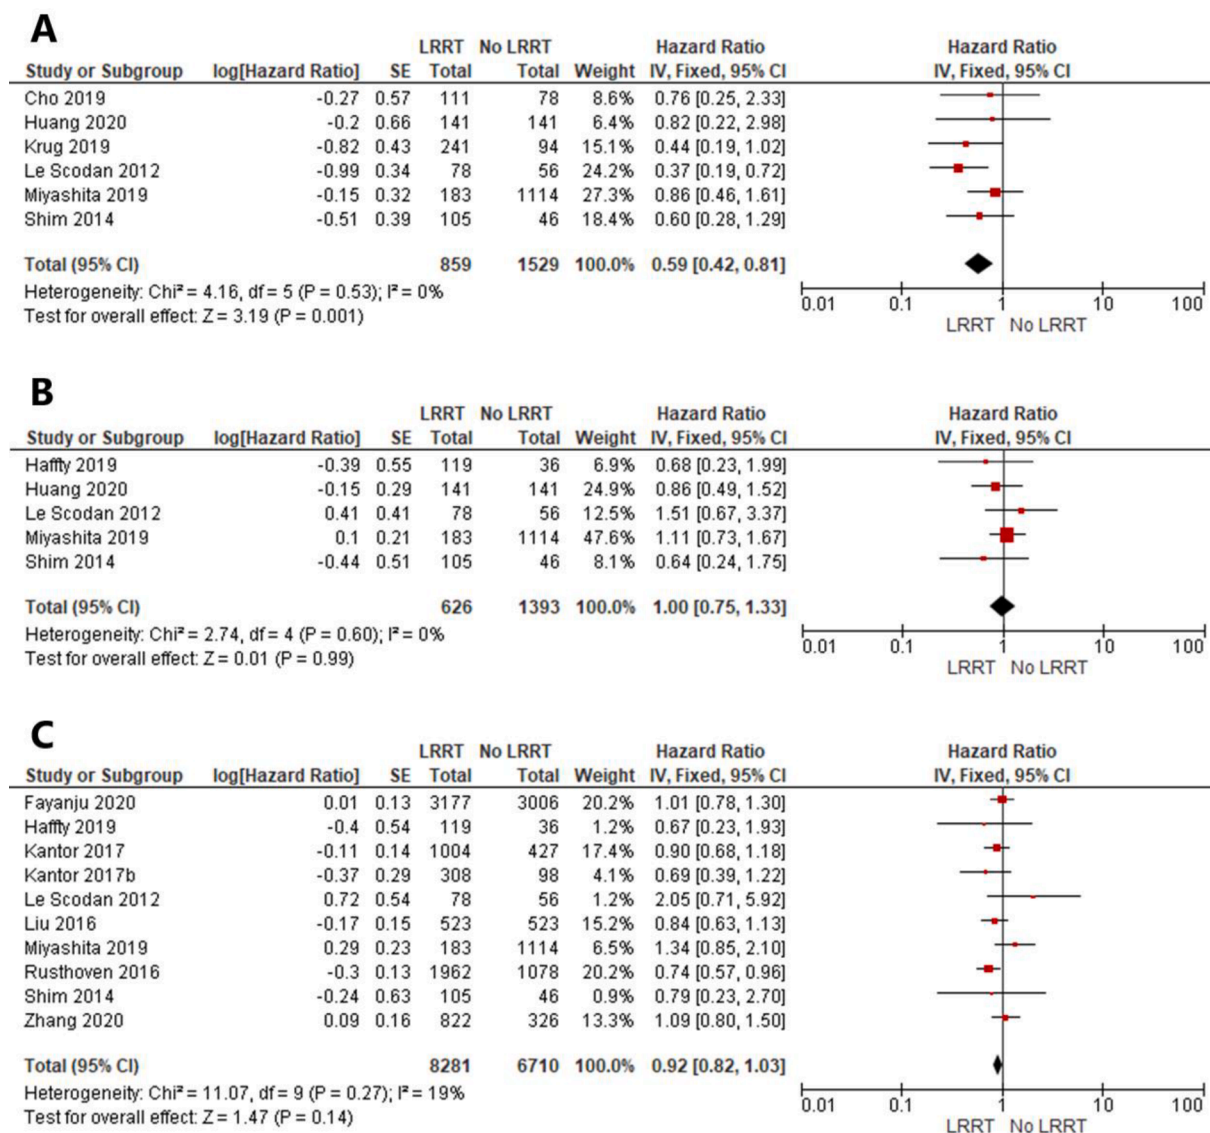 A
LRRT No LRRT Hazard Ratio Hazard Ratio
Study or Subgroup log[Hazard Ratio] SE Total Total Weight IV, Fixed, 95% CI IV, Fixed, 95% CI
Cho 2019 -0.27 0.57 111 78 8.6% 0.76 [0.25, 2.33]
Huang 2020 -0.2 0.66 141 141 6.4% 0.82 [0.22, 2.98]
Krug 2019 -0.82 0.43 241 94 15.1% 0.44 [0.19, 1.02]
Le Scodan 2012 -0.99 0.34 78 56 24.2% 0.37 [0.19, 0.72]
Miyashita 2019 -0.15 0.32 183 1114 27.3% 0.86 [0.46, 1.61]
Shim 2014 -0.51 0.39 105 46 18.4% 0.60 [0.28, 1.29]
Total (95% CI) 859 1529 100.0% 0.59 [0.42, 0.81]
Heterogeneity: Chi² = 4.16, df = 5 (P = 0.53); I² = 0%
Test for overall effect: Z = 3.19 (P = 0.001)
0.01 0.1 1 10 100
LRRT No LRRT
B
LRRT No LRRT Hazard Ratio Hazard Ratio
Study or Subgroup log[Hazard Ratio] SE Total Total Weight IV, Fixed, 95% CI IV, Fixed, 95% CI
Haffty 2019 -0.39 0.55 119 36 6.9% 0.68 [0.23, 1.99]
Huang 2020 -0.15 0.29 141 141 24.9% 0.86 [0.49, 1.52]
Le Scodan 2012 0.41 0.41 78 56 12.5% 1.51 [0.67, 3.37]
Miyashita 2019 0.1 0.21 183 1114 47.6% 1.11 [0.73, 1.67]
Shim 2014 -0.44 0.51 105 46 8.1% 0.64 [0.24, 1.75]
Total (95% CI) 626 1393 100.0% 1.00 [0.75, 1.33]
Heterogeneity: Chi² = 2.74, df = 4 (P = 0.60); I² = 0%
Test for overall effect: Z = 0.01 (P = 0.99)
0.01 0.1 1 10 100
LRRT No LRRT
C
LRRT No LRRT Hazard Ratio Hazard Ratio
Study or Subgroup log[Hazard Ratio] SE Total Total Weight IV, Fixed, 95% CI IV, Fixed, 95% CI
Fayanju 2020 0.01 0.13 3177 3006 20.2% 1.01 [0.78, 1.30]
Haffty 2019 -0.4 0.54 119 36 1.2% 0.67 [0.23, 1.93]
Kantor 2017 -0.11 0.14 1004 427 17.4% 0.90 [0.68, 1.18]
Kantor 2017b -0.37 0.29 308 98 4.1% 0.69 [0.39, 1.22]
Le Scodan 2012 0.72 0.54 78 56 1.2% 2.05 [0.71, 5.92]
Liu 2016 -0.17 0.15 523 523 15.2% 0.84 [0.63, 1.13]
Miyashita 2019 0.29 0.23 183 1114 6.5% 1.34 [0.85, 2.10]
Rusthoven 2016 -0.3 0.13 1962 1078 20.2% 0.74 [0.57, 0.96]
Shim 2014 -0.24 0.63 105 46 0.9% 0.79 [0.23, 2.70]
Zhang 2020 0.09 0.16 822 326 13.3% 1.09 [0.80, 1.50]
Total (95% CI) 8281 6710 100.0% 0.92 [0.82, 1.03]
Heterogeneity: Chi² = 11.07, df = 9 (P = 0.27); I² = 19%
Test for overall effect: Z = 1.47 (P = 0.14)
0.01 0.1 1 10 100
LRRT No LRRT